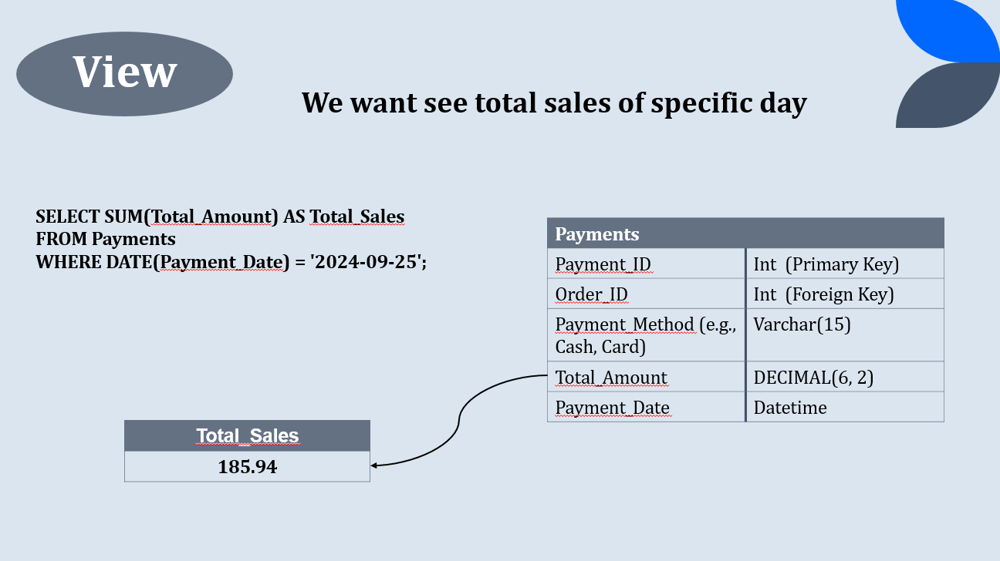 View
We want see total sales of specific day
SELECT SUM(Total_Amount) AS Total_Sales
FROM Payments
WHERE DATE(Payment_Date) = '2024-09-25';
Payments
Payment_ID Int (Primary Key)
Order_ID Int (Foreign Key)
Payment_Method (e.g., Varchar(15)
Cash, Card)
Total_Amount DECIMAL(6, 2)
Payment_Date Datetime
Total_Sales
185.94